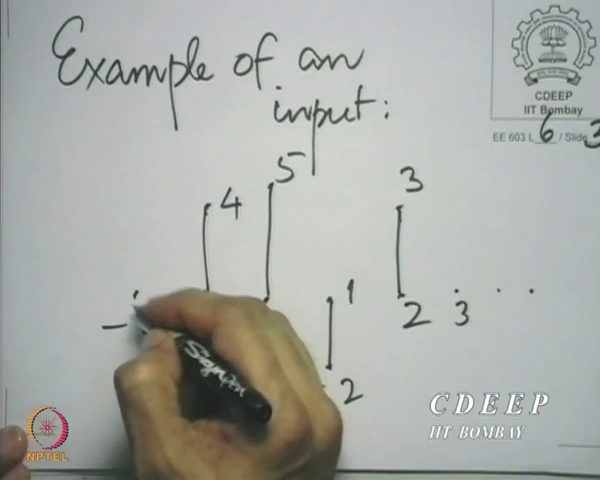 Example of an
input:
CDEEP
IIT Bombay
EE 603 L 6 / Slide 3
5
4
3
1
2
3
-
2
Signpen
CDEEP
IIT BOMBAY
NPTEL